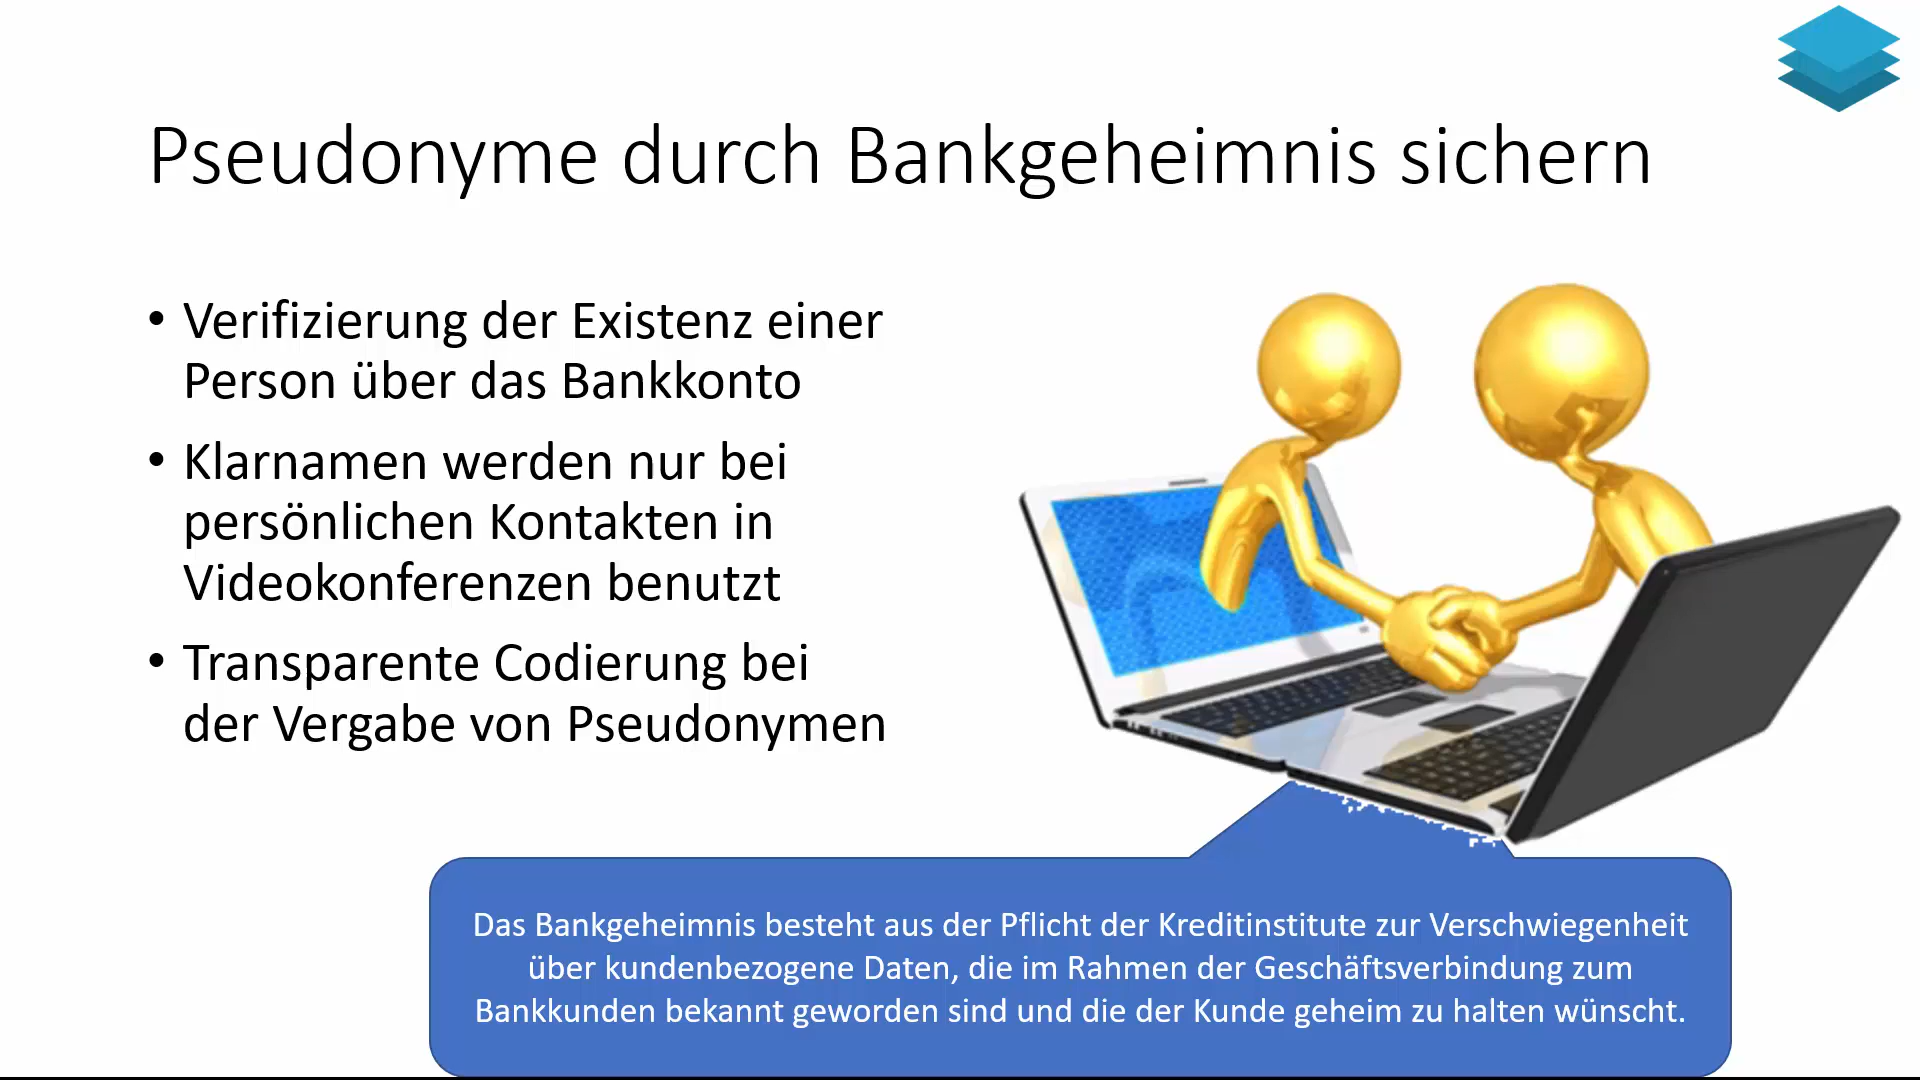 Pseudonyme durch Bankgeheimnis sichern
• Verifizierung der Existenz einer
Person über das Bankkonto
• Klarnamen werden nur bei
persönlichen Kontakten in
Videokonferenzen benutzt
• Transparente Codierung bei
der Vergabe von Pseudonymen
Das Bankgeheimnis besteht aus der Pflicht der Kreditinstitute zur Verschwiegenheit
über kundenbezogene Daten, die im Rahmen der Geschäftsverbindung zum
Bankkunden bekannt geworden sind und die der Kunde geheim zu halten wünscht.